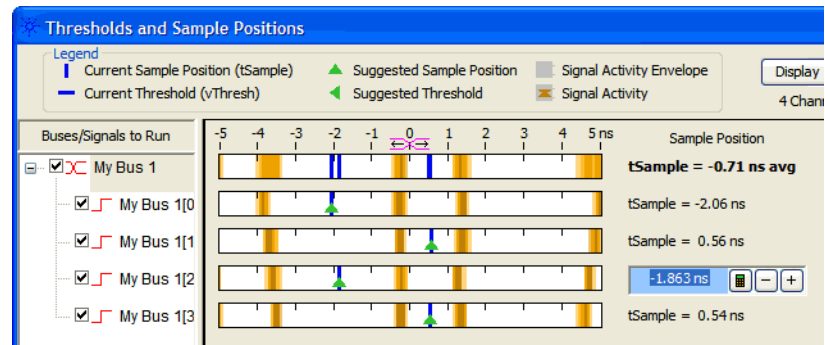 Thresholds and Sample Positions
Legend
Current Sample Position (tSample) Suggested Sample Position Signal Activity Envelope
Current Threshold (vThresh) Suggested Threshold Signal Activity
Display
4 Chann
Buses/Signals to Run -5 -4 -3 -2 -1 0 1 2 3 4 5 ns Sample Position
My Bus 1 tSample = -0.71 ns avg
My Bus 1[0 tSample = -2.06 ns
My Bus 1[1 tSample = 0.56 ns
My Bus 1[2 -1.863 ns
My Bus 1[3 tSample = 0.54 ns